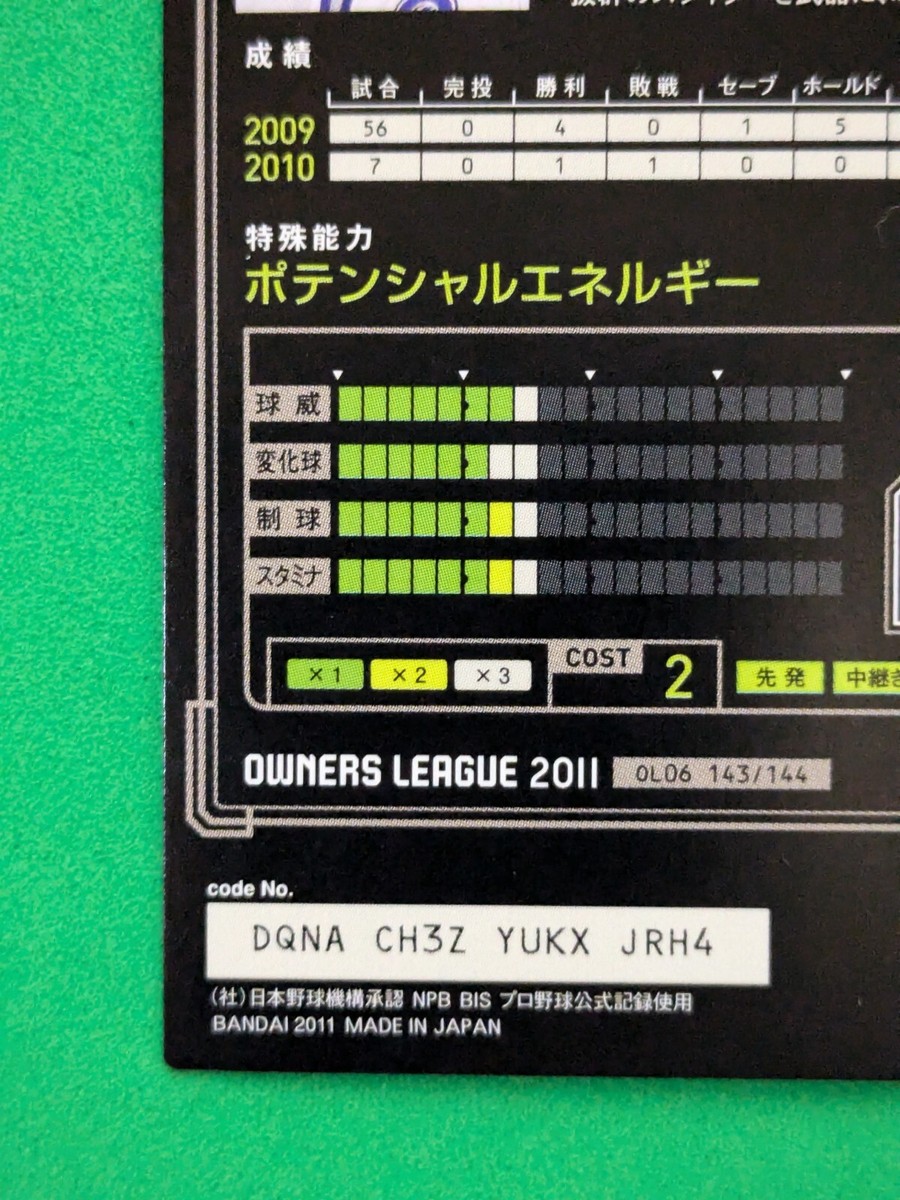 成績
試合 完投 勝利 敗戦 セーブ ホールド
2009 56 0 4 0 1 5
2010 7 0 1 1 0 0
特殊能力
ポテンシャルエネルギー
球威
変化球
制球
スタミナ
×1 ×2 ×3 COST 2 先発 中継き
OWNERS LEAGUE 2011 OL06 143/144
code No.
DQNA CH3Z YUKX JRH4
(社)日本野球機構承認 NPB BIS プロ野球公式記録使用
BANDAI 2011 MADE IN JAPAN